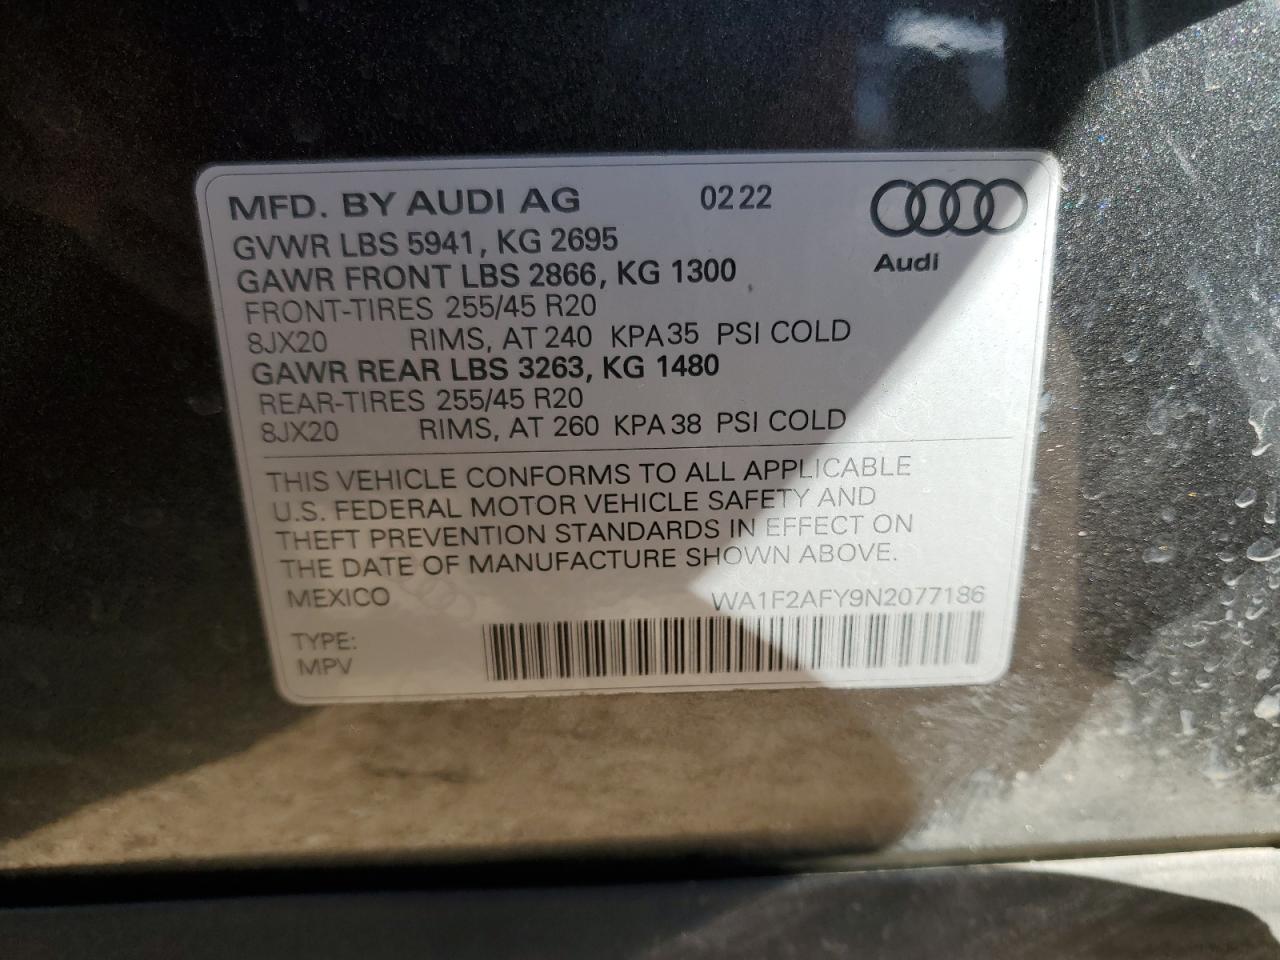 MFD. BY AUDI AG 0222
Audi
GVWR LBS 5941, KG 2695
GAWR FRONT LBS 2866, KG 1300
FRONT-TIRES 255/45 R20
8JX20 RIMS, AT 240 KPA 35 PSI COLD
GAWR REAR LBS 3263, KG 1480
REAR-TIRES 255/45 R20
8JX20 RIMS, AT 260 KPA 38 PSI COLD
THIS VEHICLE CONFORMS TO ALL APPLICABLE
U.S. FEDERAL MOTOR VEHICLE SAFETY AND
THEFT PREVENTION STANDARDS IN EFFECT ON
THE DATE OF MANUFACTURE SHOWN ABOVE.
MEXICO WA1F2AFY9N2077186
TYPE:
MPV